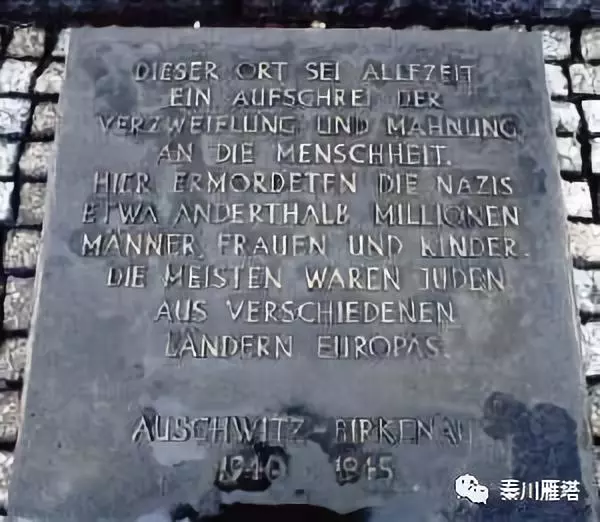 DIESER ORT SEI ALLEZEIT
EIN AUFSCHREI DER
VERZWEIFLUNG UND MAHNUNG
AN DIE MENSCHHEIT.
HIER ERMORDETEN DIE NAZIS
ETWA ANDERTHALB MILLIONEN
MÄNNER, FRAUEN UND KINDER.
DIE MEISTEN WAREN JUDEN
AUS VERSCHIEDENEN
LÄNDERN EUROPAS.
AUSCHWITZ-BIRKENAU
1940 1945
秦川雁塔